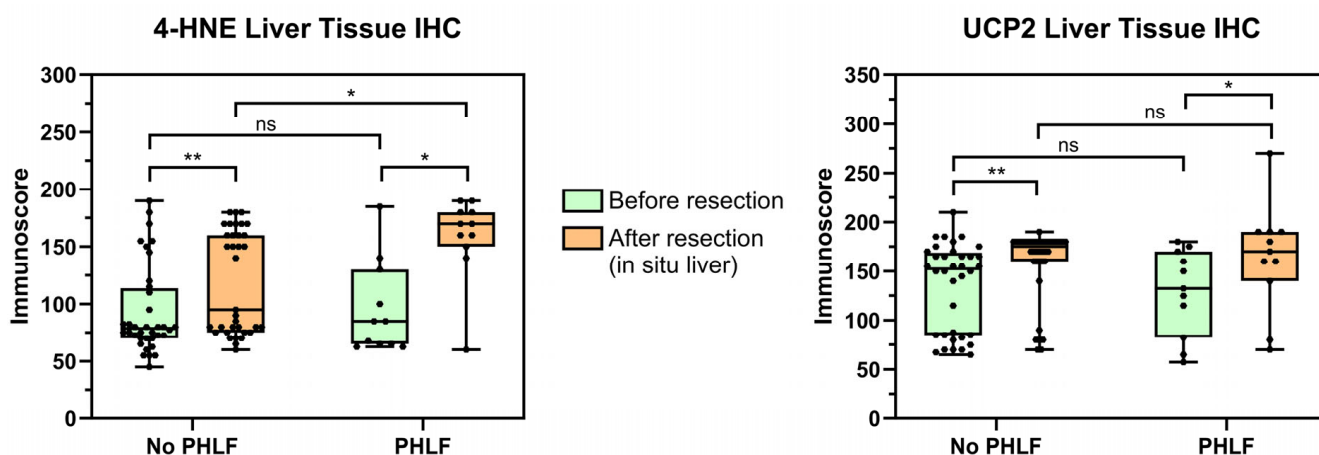 4-HNE Liver Tissue IHC
300
250
200
150
100
50
0
Immunoscore
*
ns
**
*
No PHLF
PHLF
Before resection
After resection
(in situ liver)
UCP2 Liver Tissue IHC
350
300
250
200
150
100
50
0
Immunoscore
*
ns
ns
**
No PHLF
PHLF